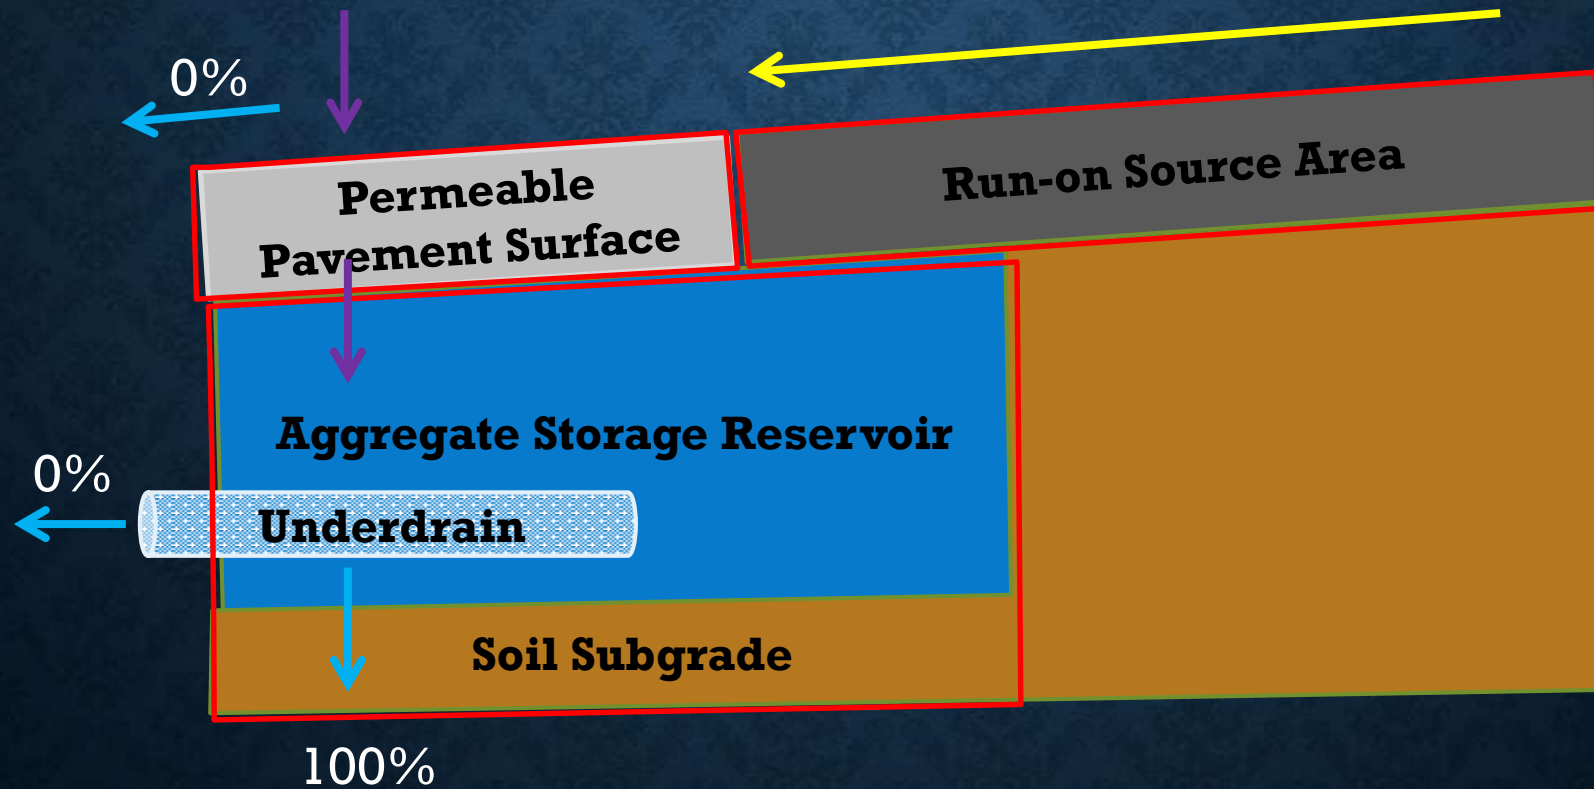 0%
Permeable
Pavement Surface
Run-on Source Area
Aggregate Storage Reservoir
0%
Underdrain
Soil Subgrade
100%